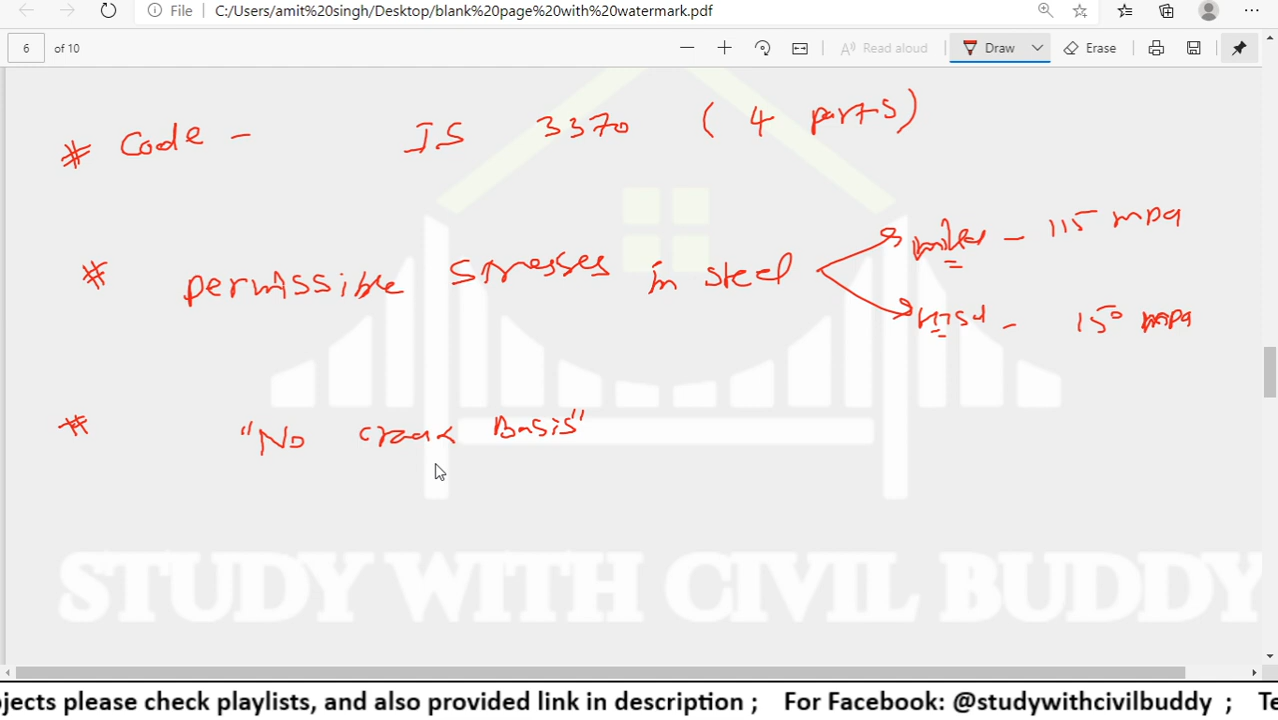 File C:/Users/amit%20singh/Desktop/blank%20page%20with%20watermark.pdf
6 of 10 Read aloud Draw Erase
# Code - IS 3370 (4 parts)
# permissible stresses in steel
- 115 mpa
HYSD - 150 mpa
# "No crack Basis"
STUDY WITH CIVIL BUDDY
ojects please check playlists, and also provided link in description ; For Facebook: @studywithcivilbuddy ; Te